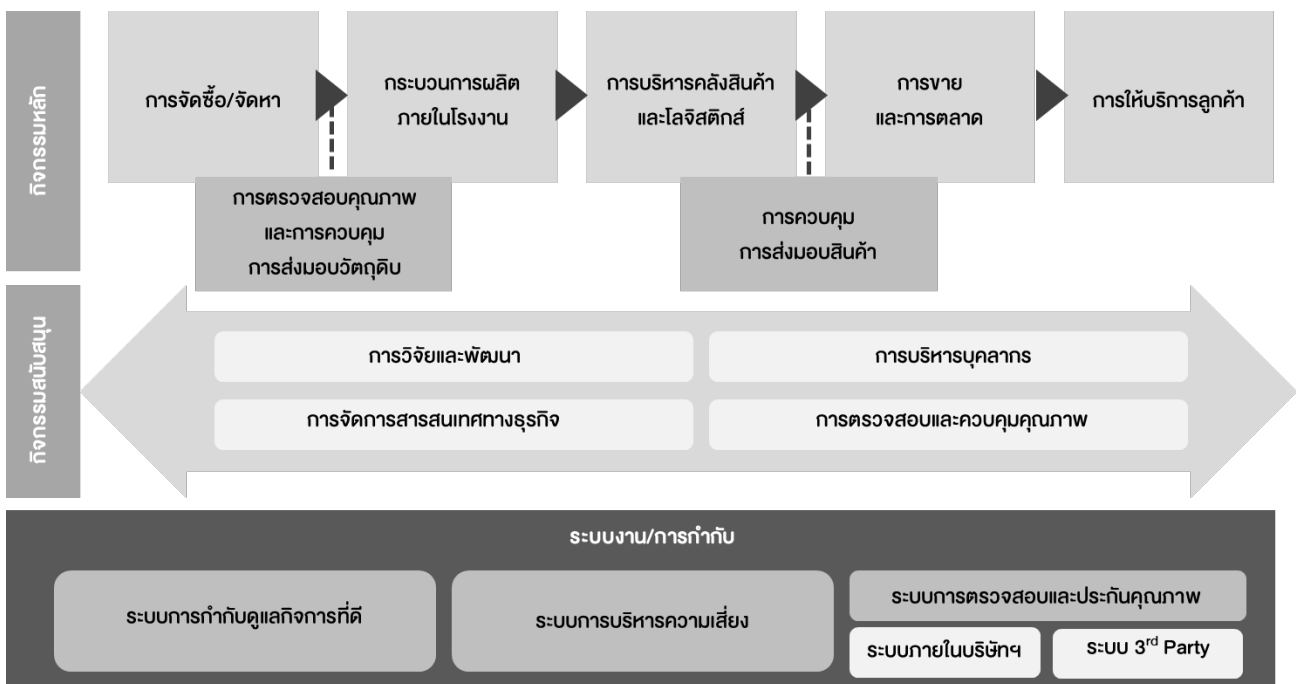 กิจกรรมหลัก
การจัดซื้อ/จัดหา
กระบวนการผลิต
ภายในโรงงาน
การบริหารคลังสินค้า
และโลจิสติกส์
การขาย
และการตลาด
การให้บริการลูกค้า
การตรวจสอบคุณภาพ
และการควบคุม
การส่งมอบวัตถุดิบ
การควบคุม
การส่งมอบสินค้า
กิจกรรมสนับสนุน
การวิจัยและพัฒนา
การบริหารบุคลากร
การจัดการสารสนเทศทางธุรกิจ
การตรวจสอบและควบคุมคุณภาพ
ระบบงาน/การกำกับ
ระบบการกำกับดูแลกิจการที่ดี
ระบบการบริหารความเสี่ยง
ระบบการตรวจสอบและประกันคุณภาพ
ระบบภายในบริษัทฯ
ระบบ 3rd Party